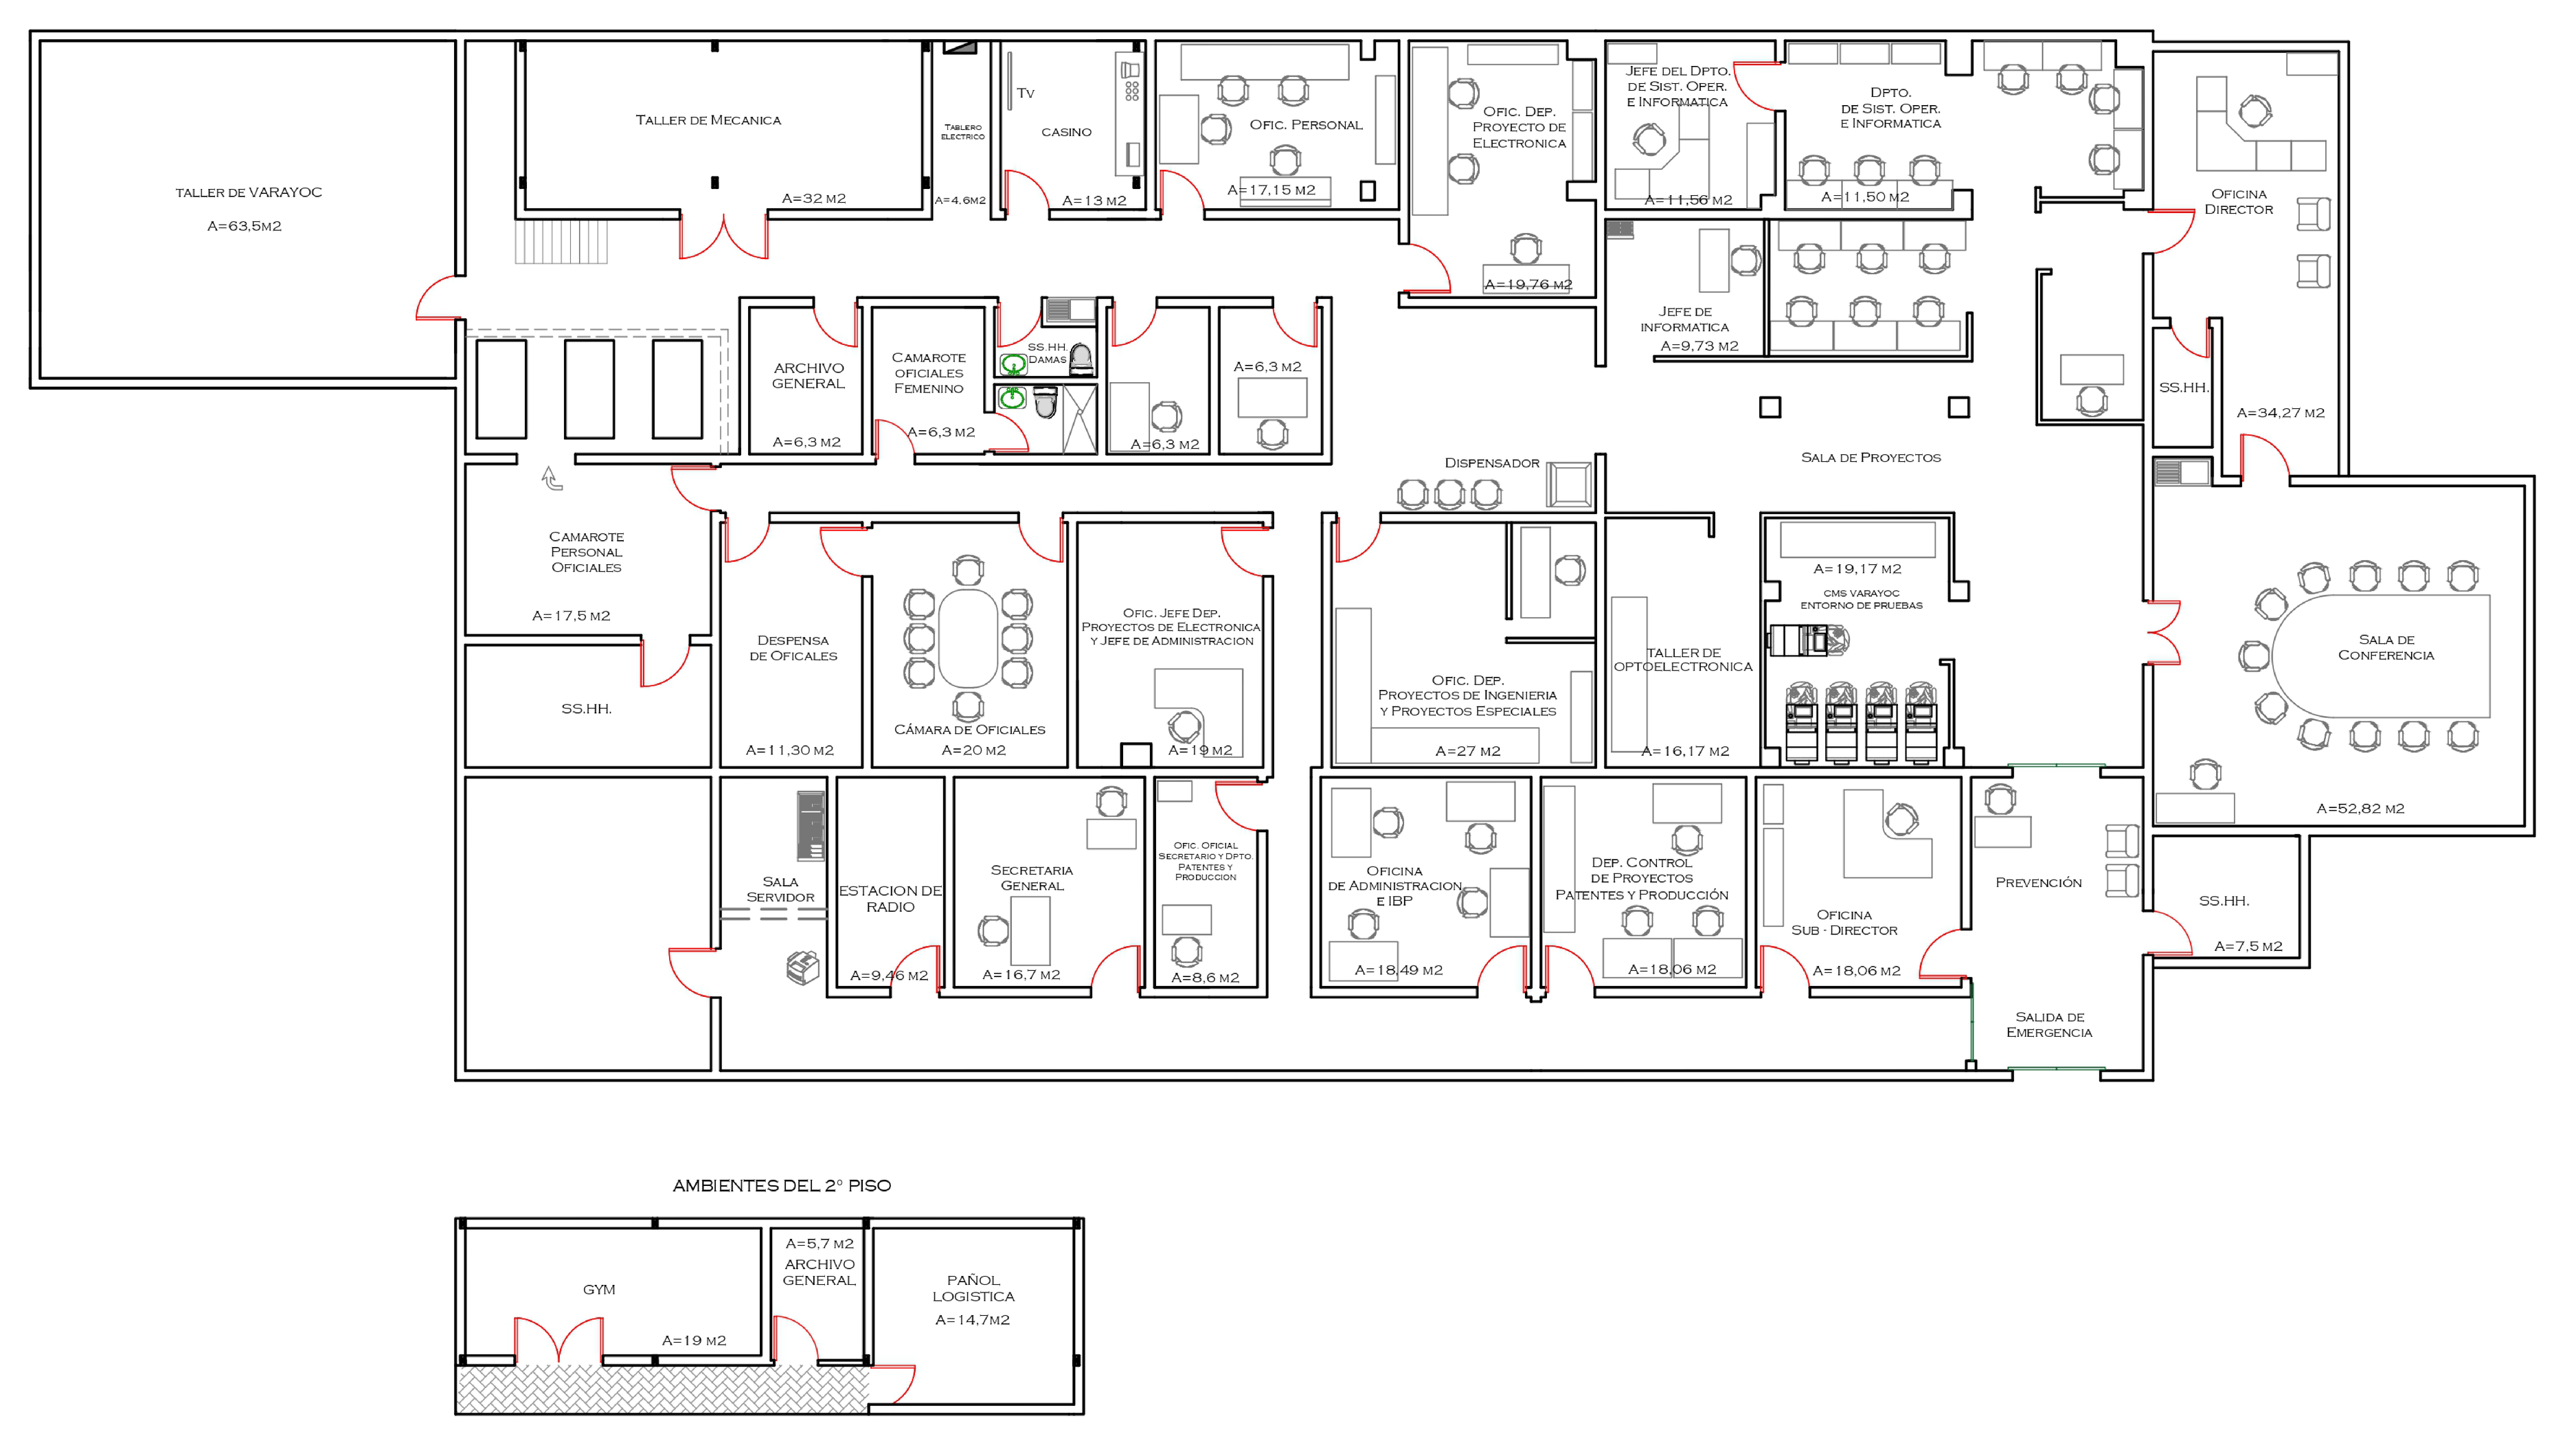 TALLER DE VARAYOC
A=63,5M2
TALLER DE MECANICA
A=32 M2
TABLERO
ELECTRICO
A=4,6M2
TV
CASINO
A=13 M2
OFIC. PERSONAL
A=17,15 M2
OFIC. DEP.
PROYECTO DE
ELECTRONICA
A=19,76 M2
JEFE DEL DPTO.
DE SIST. OPER.
E INFORMATICA
A=11,56 M2
DPTO.
DE SIST. OPER.
E INFORMATICA
A=11,50 M2
OFICINA
DIRECTOR
A=34,27 M2
JEFE DE
INFORMATICA
A=9,73 M2
SS.HH.
ARCHIVO
GENERAL
A=6,3 M2
CAMAROTE
OFICIALES
FEMENINO
A=6,3 M2
SS.HH.
DAMAS
A=6,3 M2
A=6,3 M2
DISPENSADOR
SALA DE PROYECTOS
CAMAROTE
PERSONAL
OFICIALES
A=17,5 M2
SS.HH.
DESPENSA
DE OFICALES
A=11,30 M2
CÁMARA DE OFICIALES
A=20 M2
OFIC. JEFE DEP.
PROYECTOS DE ELECTRONICA
Y JEFE DE ADMINISTRACION
A=19 M2
OFIC. DEP.
PROYECTOS DE INGENIERIA
Y PROYECTOS ESPECIALES
A=27 M2
TALLER DE
OPTOELECTRONICA
A=16,17 M2
A=19,17 M2
CMS VARAYOC
ENTORNO DE PRUEBAS
SALA DE
CONFERENCIA
A=52,82 M2
SALA
SERVIDOR
ESTACION DE
RADIO
A=9,46 M2
SECRETARIA
GENERAL
A=16,7 M2
OFIC. OFICIAL
SECRETARIO Y DPTO.
PATENTES Y
PRODUCCION
A=8,6 M2
OFICINA
DE ADMINISTRACION
E IBP
A=18,49 M2
DEP. CONTROL
DE PROYECTOS
PATENTES Y PRODUCCIÓN
A=18,06 M2
OFICINA
SUB - DIRECTOR
A=18,06 M2
PREVENCIÓN
SALIDA DE
EMERGENCIA
SS.HH.
A=7,5 M2
AMBIENTES DEL 2° PISO
GYM
A=19 M2
A=5,7 M2
ARCHIVO
GENERAL
PAÑOL
LOGISTICA
A=14,7M2